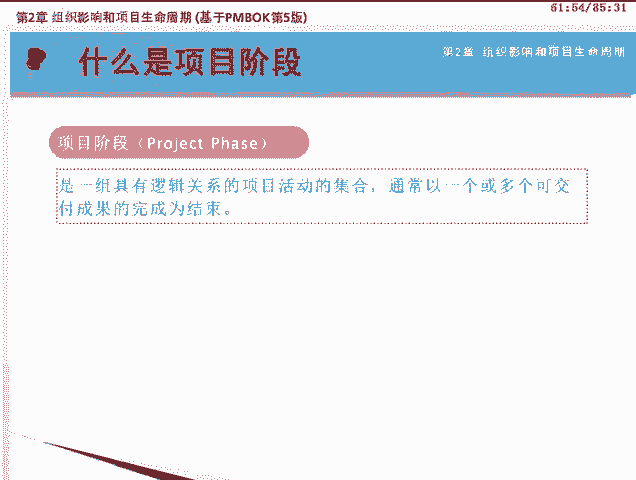 第2章 组织影响和项目生命周期 (基于PMBOK第5版)
61:54/85:31
什么是项目阶段
第2章 组织影响和项目生命周期
项目阶段（Project Phase）
是一组具有逻辑关系的项目活动的集合，通常以一个或多个可交
付成果的完成为结束。